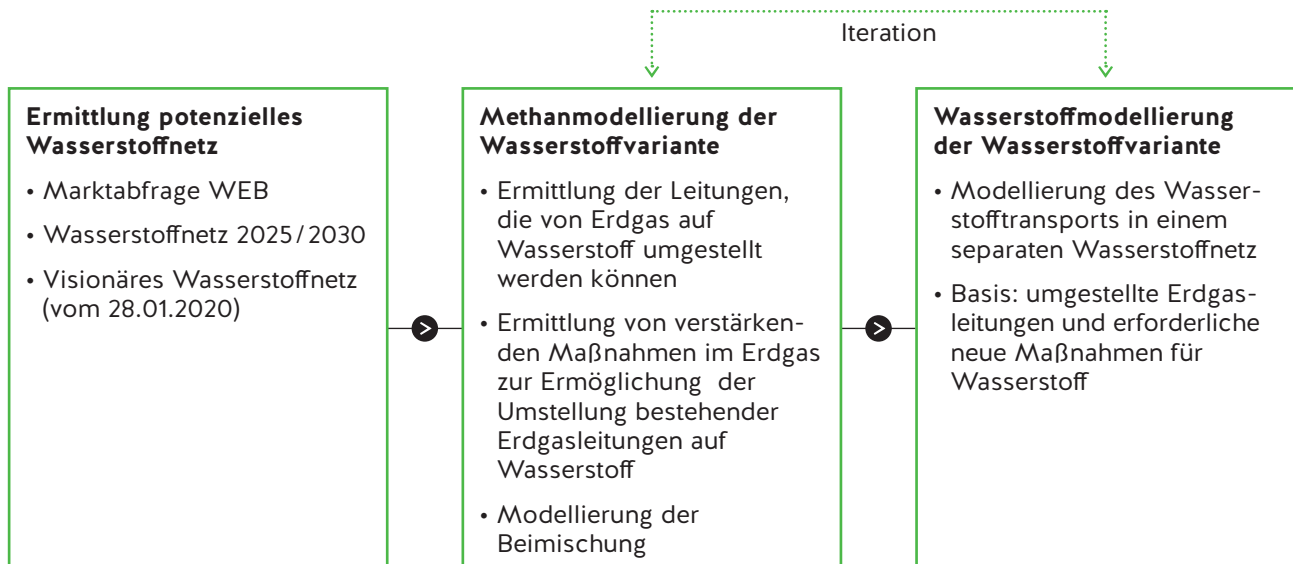 Iteration
Ermittlung potenzielles
Wasserstoffnetz
• Marktabfrage WEB
• Wasserstoffnetz 2025/2030
• Visionäres Wasserstoffnetz
(vom 28.01.2020)
Methanmodellierung der
Wasserstoffvariante
• Ermittlung der Leitungen,
die von Erdgas auf
Wasserstoff umgestellt
werden können
• Ermittlung von verstärken-
den Maßnahmen im Erdgas
zur Ermöglichung der
Umstellung bestehender
Erdgasleitungen auf
Wasserstoff
• Modellierung der
Beimischung
Wasserstoffmodellierung
der Wasserstoffvariante
• Modellierung des Wasser-
stofftransports in einem
separaten Wasserstoffnetz
• Basis: umgestellte Erdgas-
leitungen und erforderliche
neue Maßnahmen für
Wasserstoff